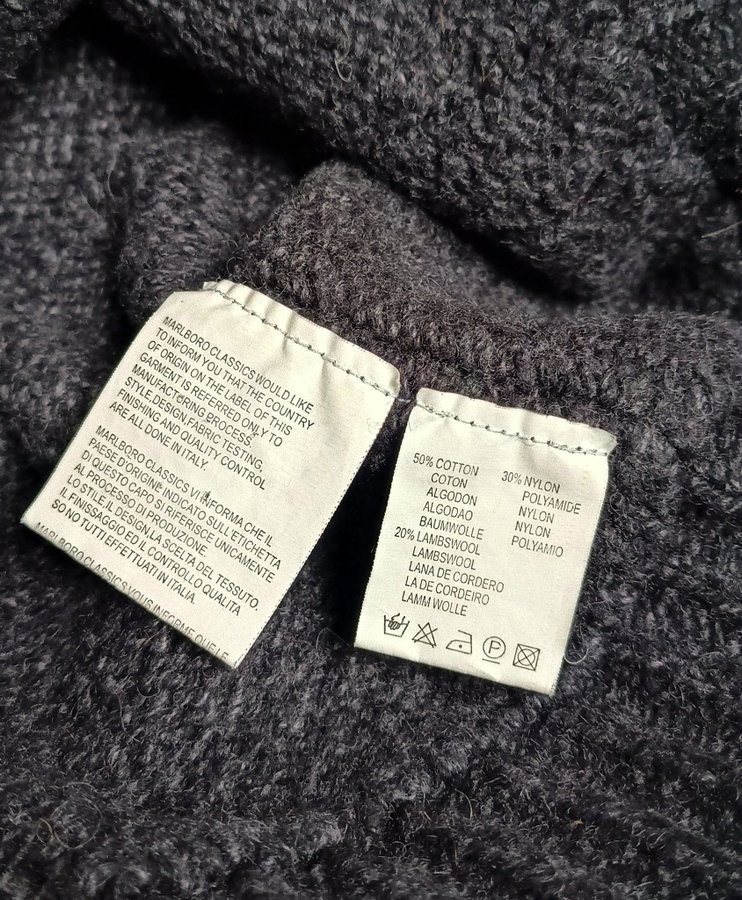 MARLBORO CLASSICS WOULD LIKE
TO INFORM YOU THAT THE COUNTRY
OF ORIGIN ON THE LABEL OF THIS
GARMENT IS REFERRED ONLY TO
MANUFACTERING EROCESS
STYLE,DESIGN,FABRIC TESTING,
FINISHING AND QUALITY CONTROL
ARE ALL DONE IN ITALY.
MARLBORO CLASSICS VI INFORMA CHE IL
PAESE D'ORIGINE INDICATO SULL ETICHETTA
DI QUESTO CAPO SI RIFERISCE UNICAMENTE
AL PROCESSO DI PRODUZIONE.
LO STILE,IL DESIGN,LA SCELTA DEL TESSUTO,
IL FINISSAGGIO ED IL CONTROLLO QUALITA
SO NO TUTTI EFFETTUATI IN ITALIA.
MARLBORO CLASSICS VOUS INFORME QUE LE
50% COTTON
COTON
ALGODON
ALGODAO
BAUMWOLLE
20% LAMBSWOOL
LAMBSWOOL
LANA DE CORDERO
LA DE CORDEIRO
LAMM WOLLE
30% NYLON
POLYAMIDE
NYLON
NYLON
POLYAMIO
P